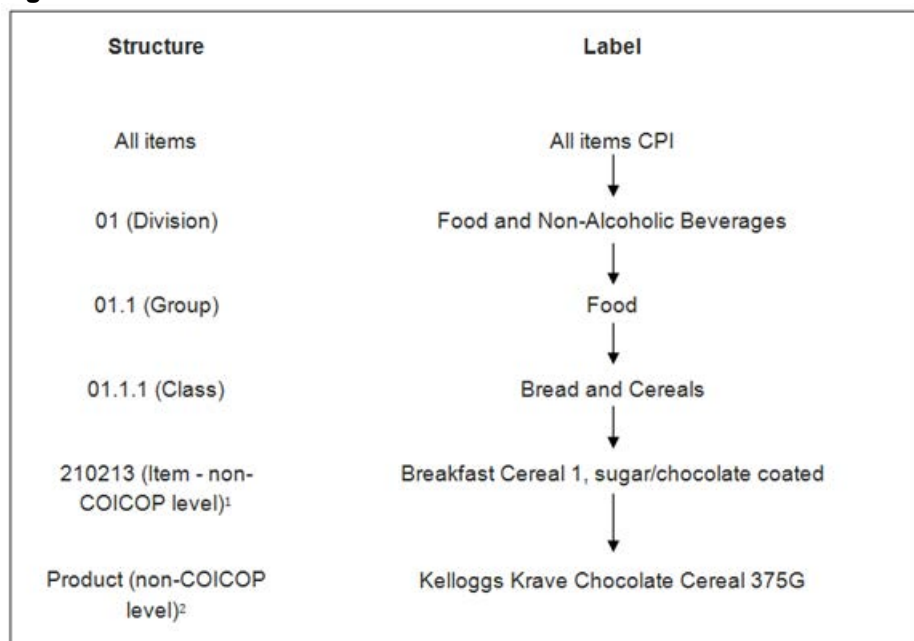 Structure Label
All items All items CPI
01 (Division) Food and Non-Alcoholic Beverages
01.1 (Group) Food
01.1.1 (Class) Bread and Cereals
210213 (Item - non- Breakfast Cereal 1, sugar/chocolate coated
COICOP level)¹
Product (non-COICOP Kelloggs Krave Chocolate Cereal 375G
level)²